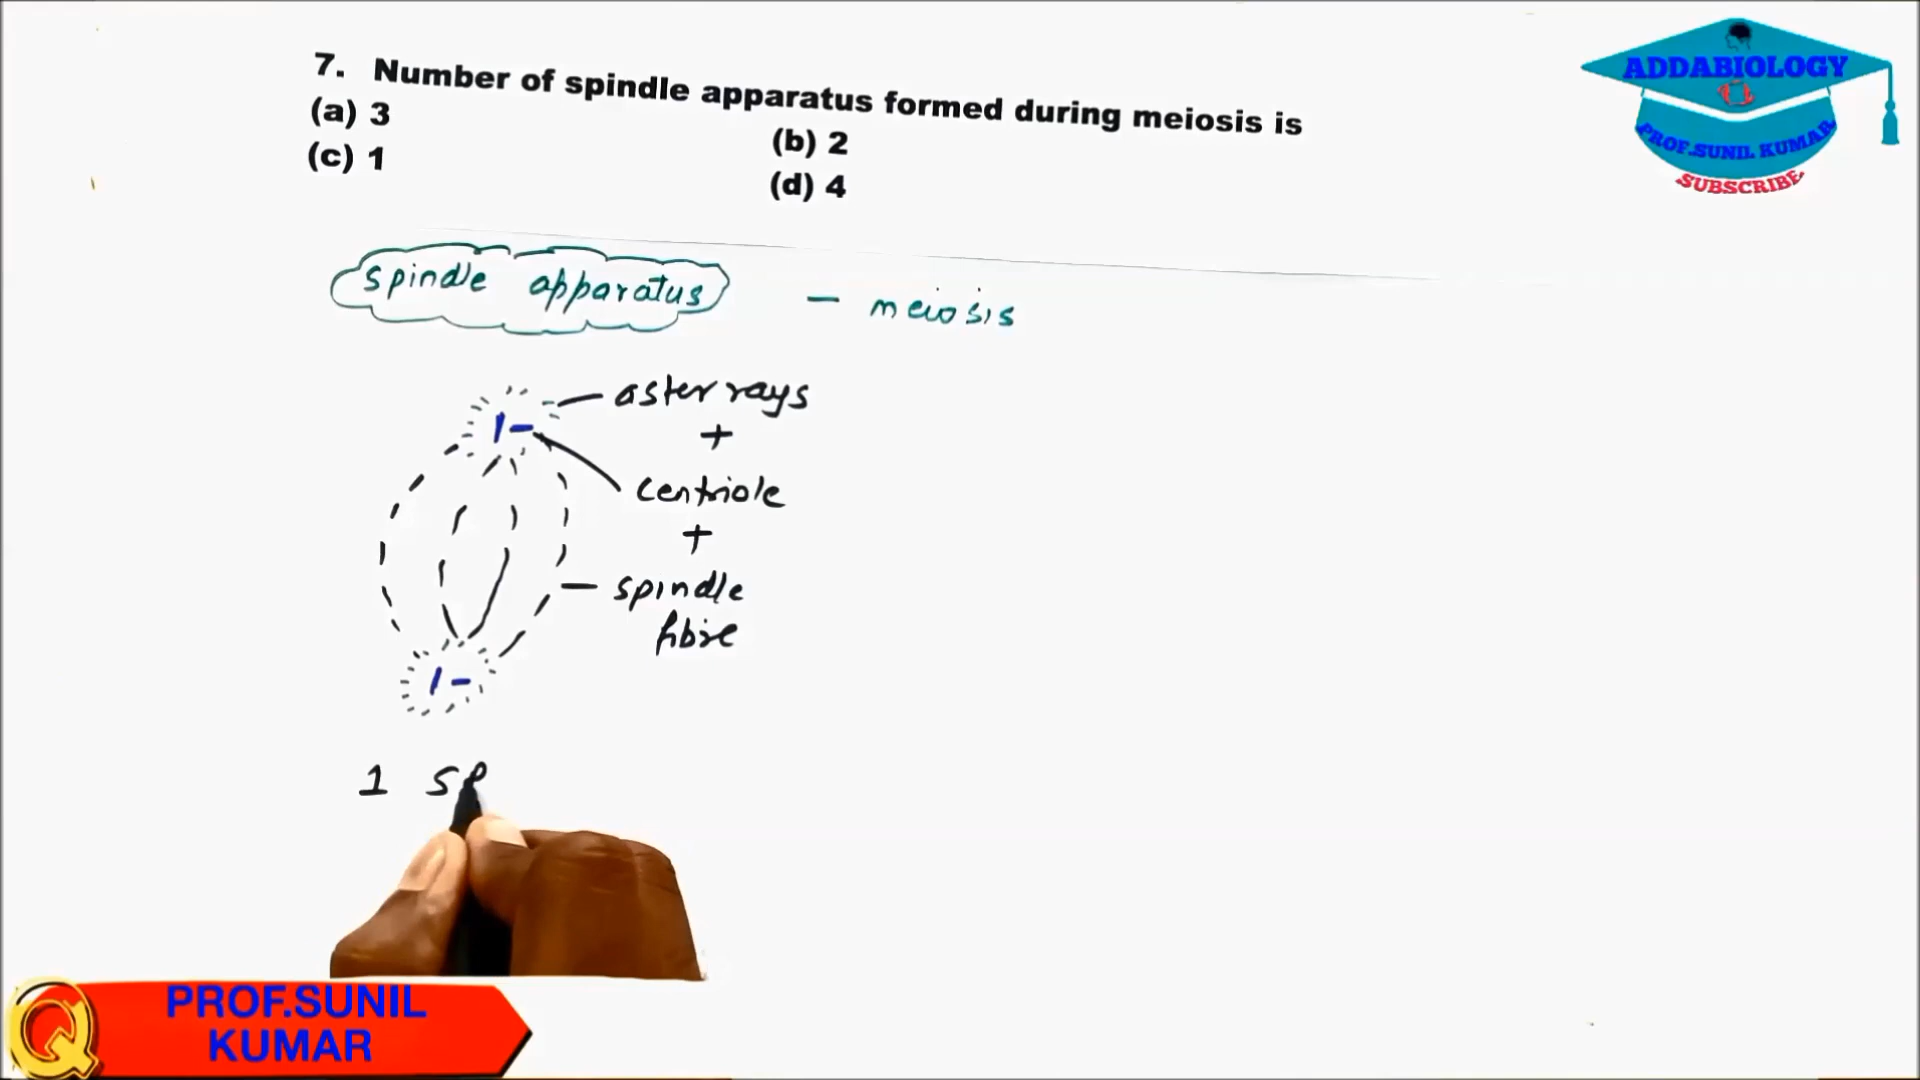 7. Number of spindle apparatus formed during meiosis is
(a) 3
(b) 2
(c) 1
(d) 4
ADDABIOLOGY
PROF.SUNIL KUMAR
SUBSCRIBE
spindle apparatus - meiosis
aster rays
+
centriole
+
spindle
fibre
1 SP
PROF.SUNIL
KUMAR